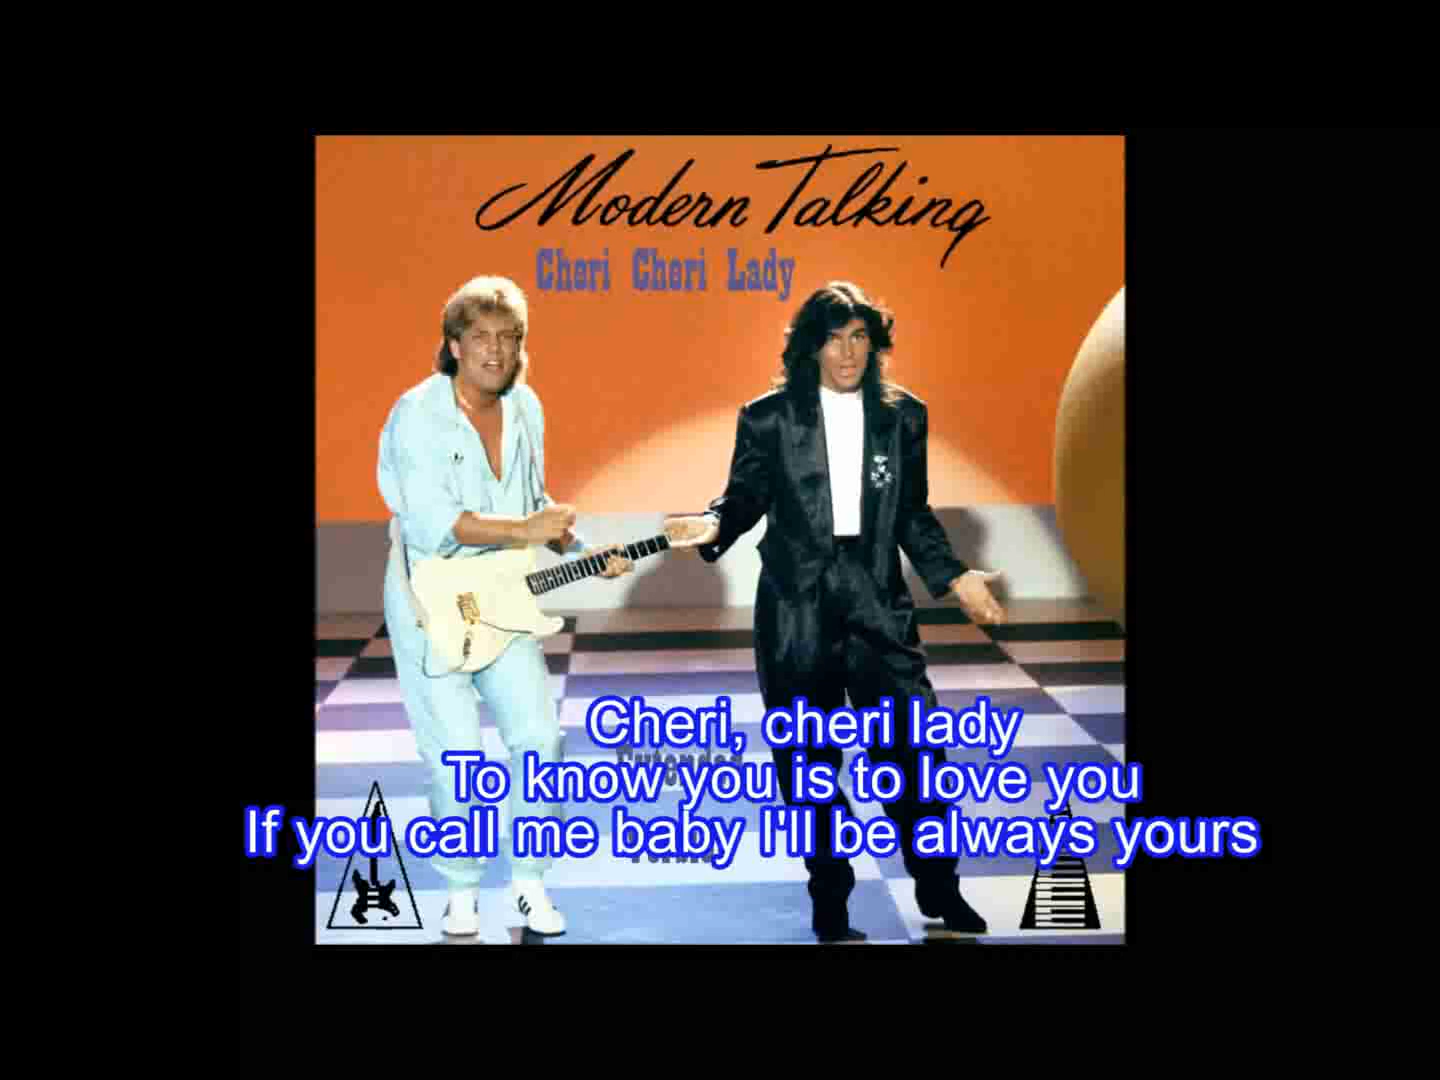 Modern Talking
Cheri Cheri Lady
Cheri, cheri lady
Extended
To know you is to love you
If you call me baby I'll be always yours